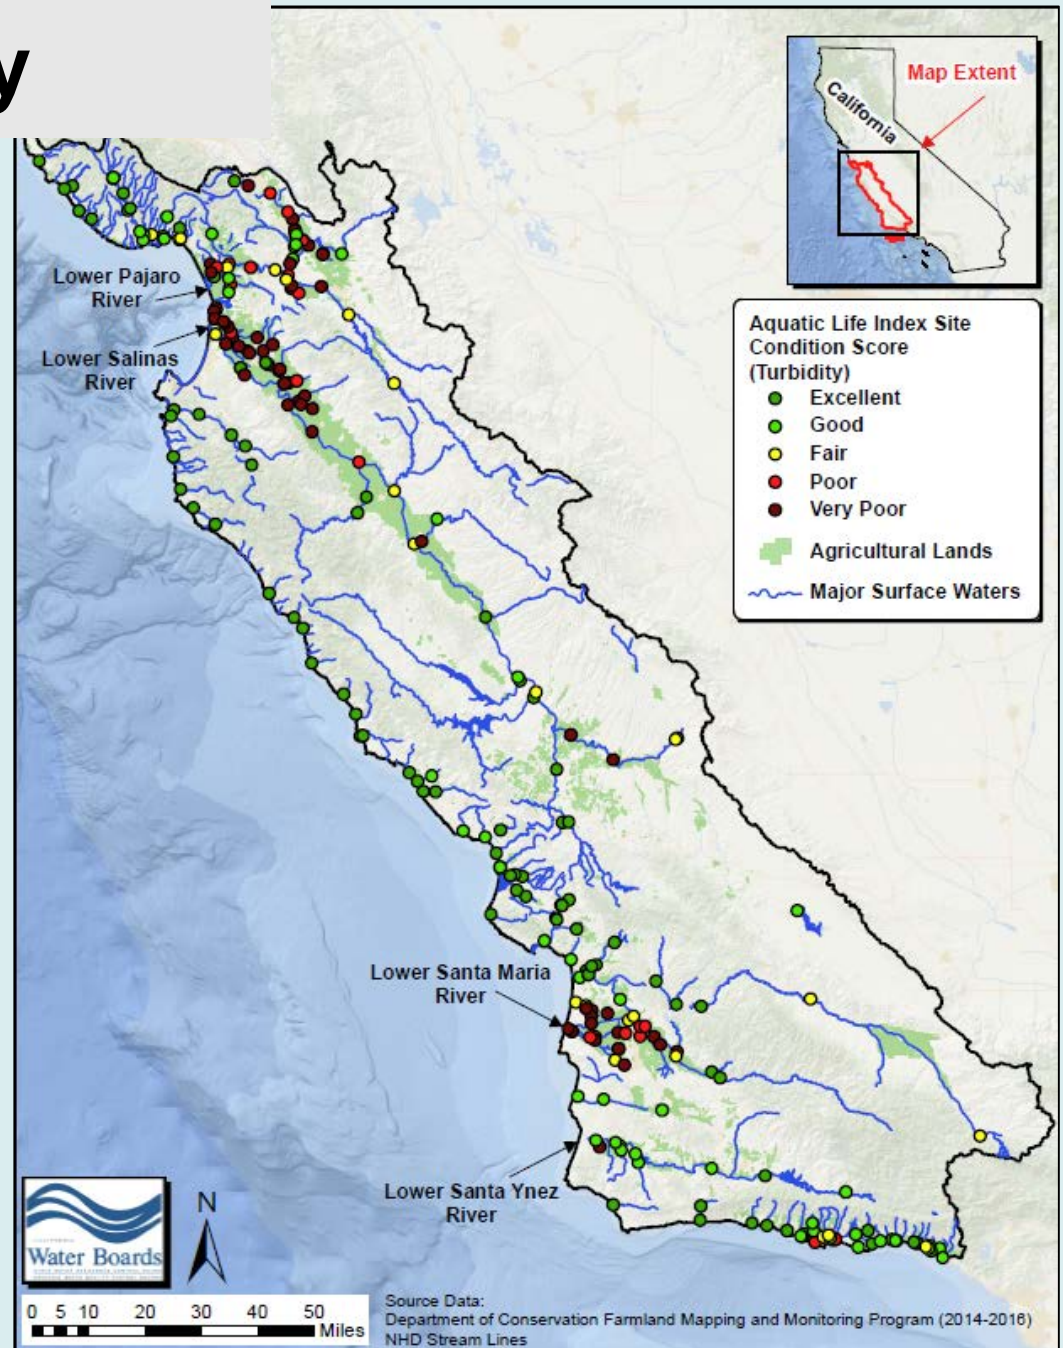 y
Map Extent
California
Lower Pajaro
River
Lower Salinas
River
Aquatic Life Index Site
Condition Score
(Turbidity)
Excellent
Good
Fair
Poor
Very Poor
Agricultural Lands
Major Surface Waters
Lower Santa Maria
River
Lower Santa Ynez
River
Water Boards
N
0 5 10 20 30 40 50
Miles
Source Data:
Department of Conservation Farmland Mapping and Monitoring Program (2014-2016)
NHD Stream Lines